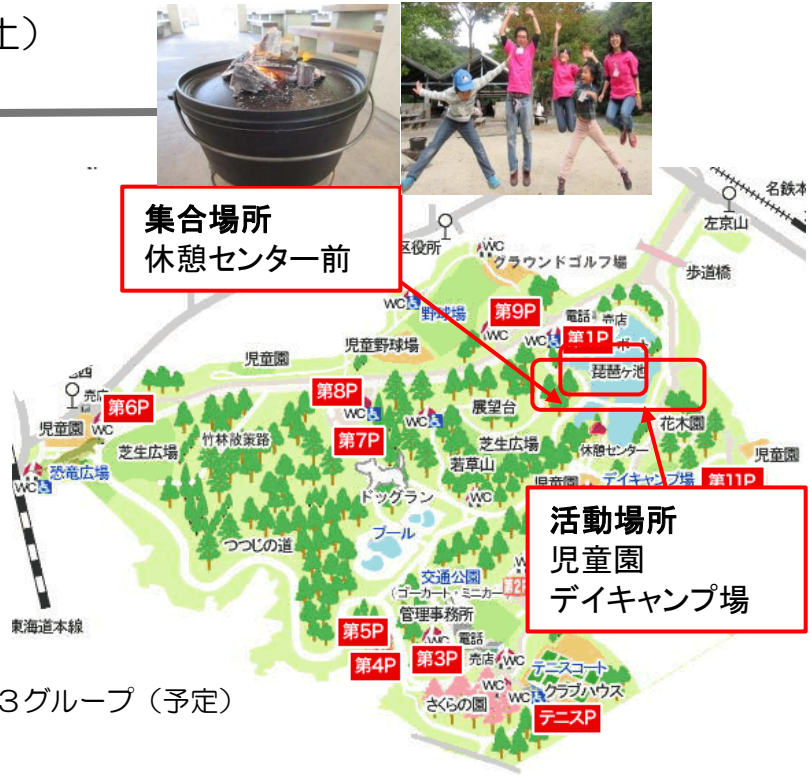 土）
集合場所
休憩センター前
名鉄本
左京山
区役所
WC
グラウンドゴルフ場
歩道橋
WC
野球場
第9P
WC
電話
売店
WC
第1P
ボート
児童野球場
琵琶ヶ池
児童園
売店
第6P
第8P
WC
展望台
花木園
児童園
WC
芝生広場
竹林散策路
第7P
WC
芝生広場
休憩センター
児童園
恐竜広場
WC
若草山
児童園
デイキャンプ場
第11P
ドッグラン
WC
活動場所
児童園
デイキャンプ場
プール
つつじの道
交通公園
（ゴーカート・ミニカー
第2P
管理事務所
東海道本線
第5P
WC
電話
第4P
第3P
売店
WC
テニスコート
WC
WC
クラブハウス
さくらの園
テニスP
３グループ（予定）